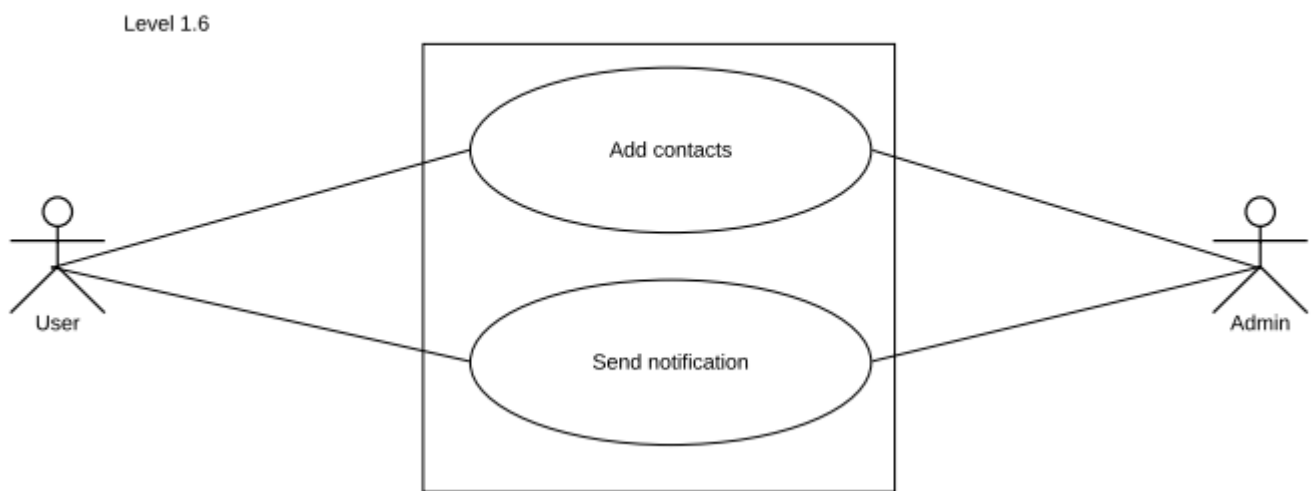 Level 1.6
Add contacts
User
Admin
Send notification